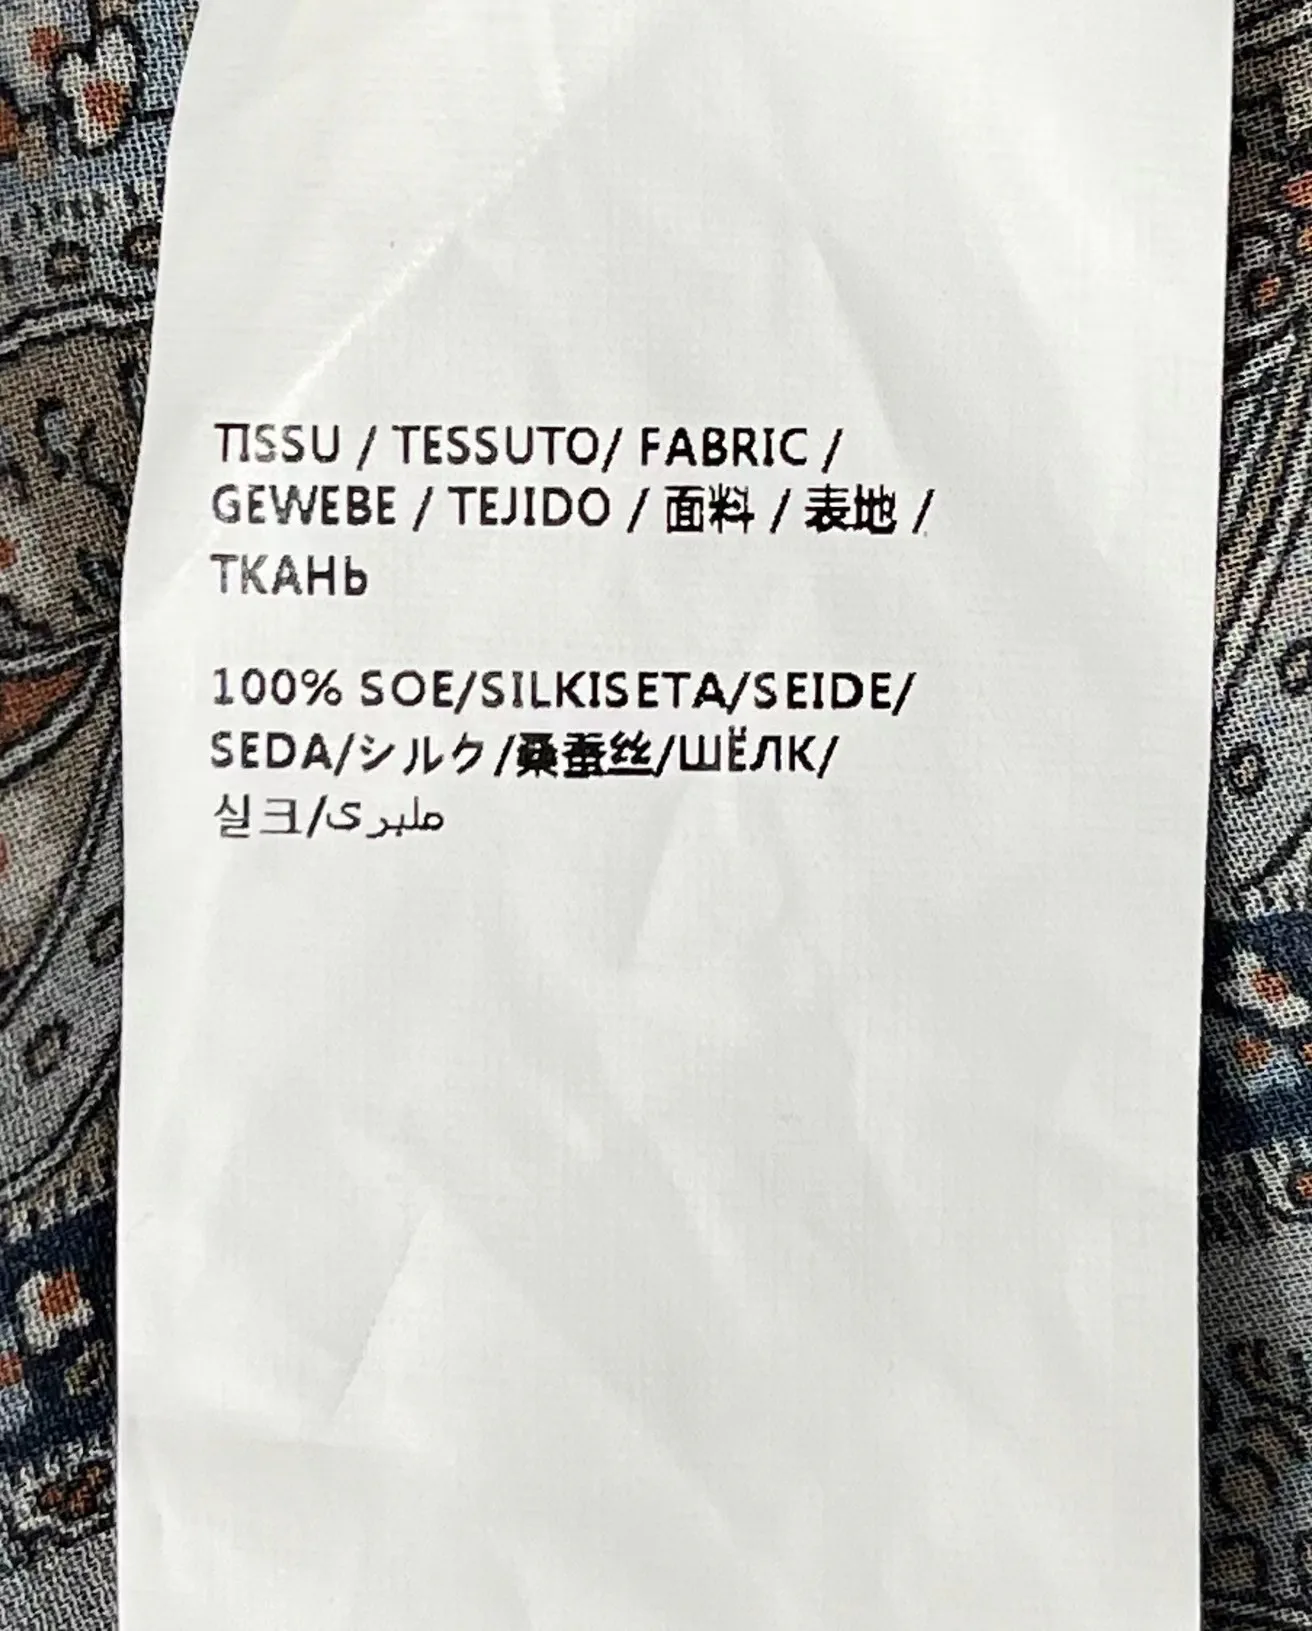 TISSU / TESSUTO/ FABRIC /
GEWEBE / TEJIDO / 面料 / 表地 /
ТКАНЬ
100% SOE/SILKISETA/SEIDE/
SEDA/シルク/桑蚕丝/ШЁЛК/
실크/ملبرى